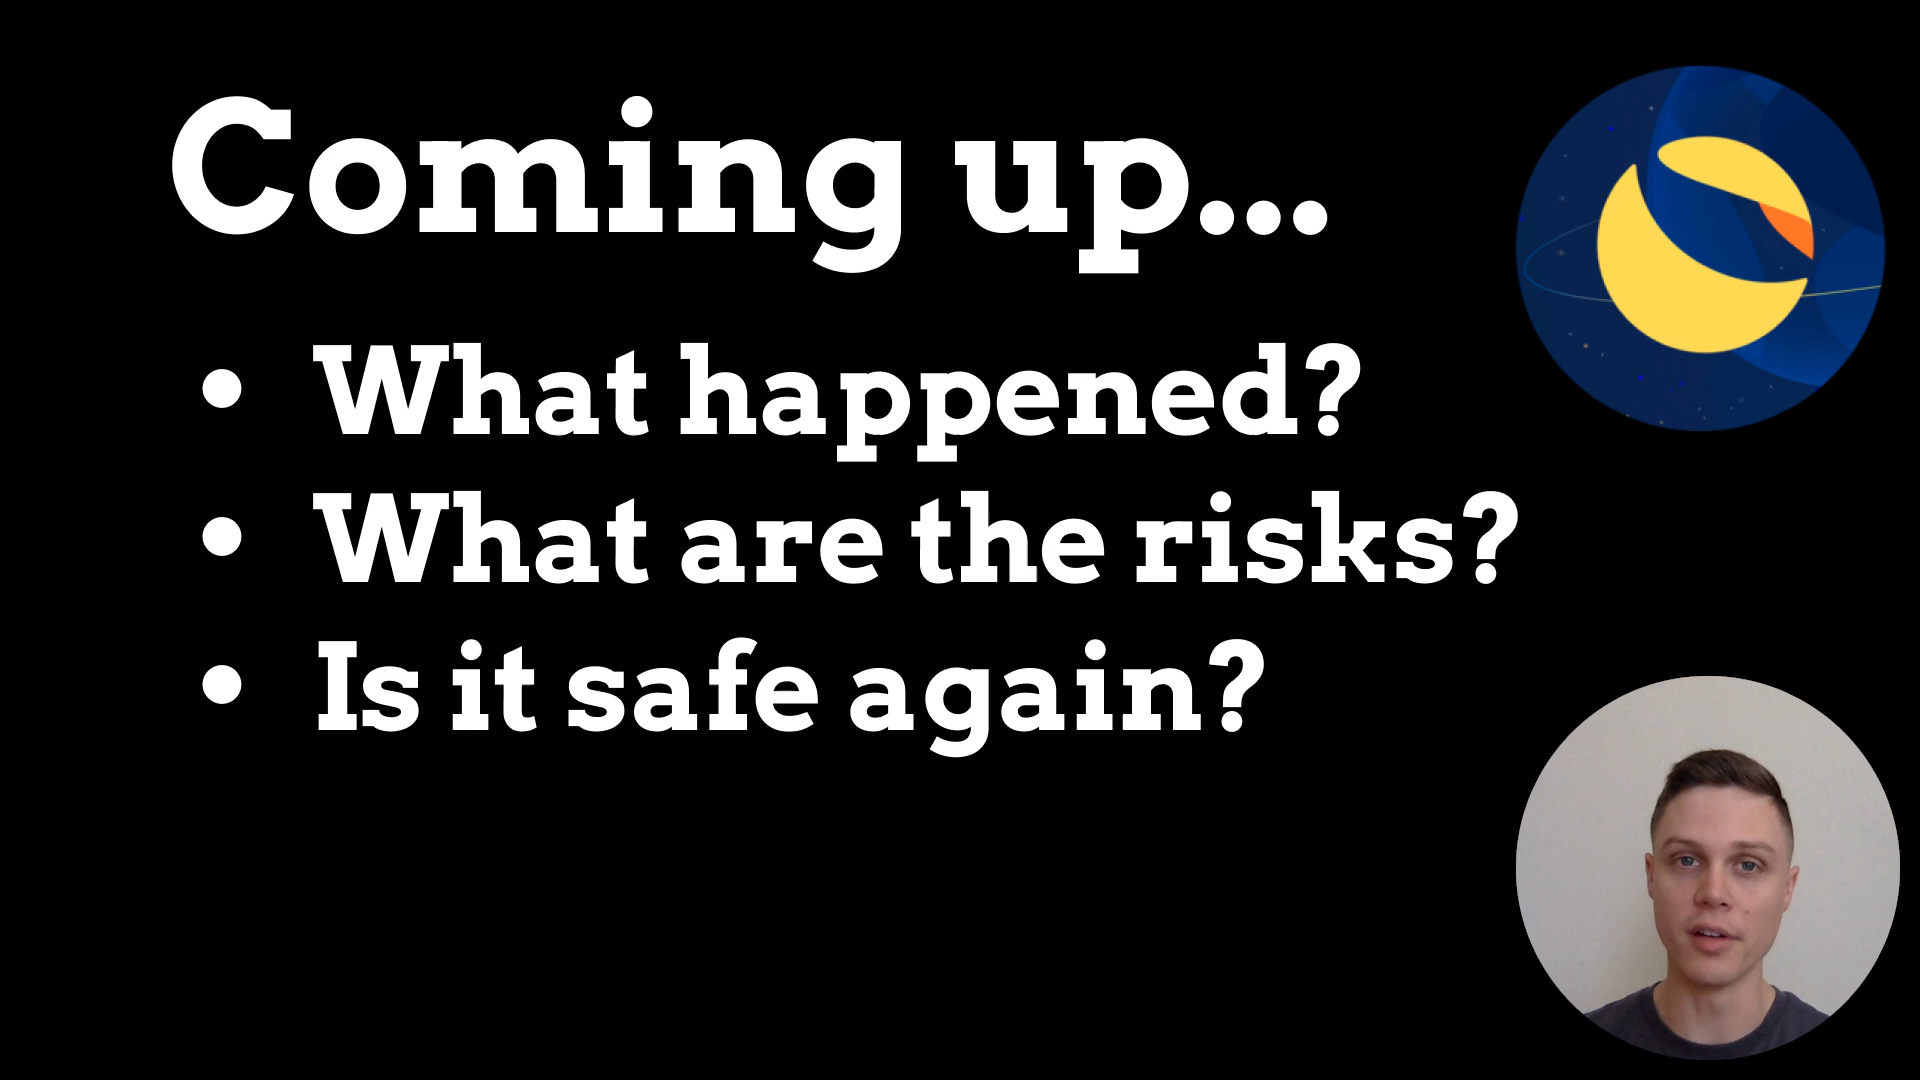 Coming up...
• What happened?
• What are the risks?
• Is it safe again?